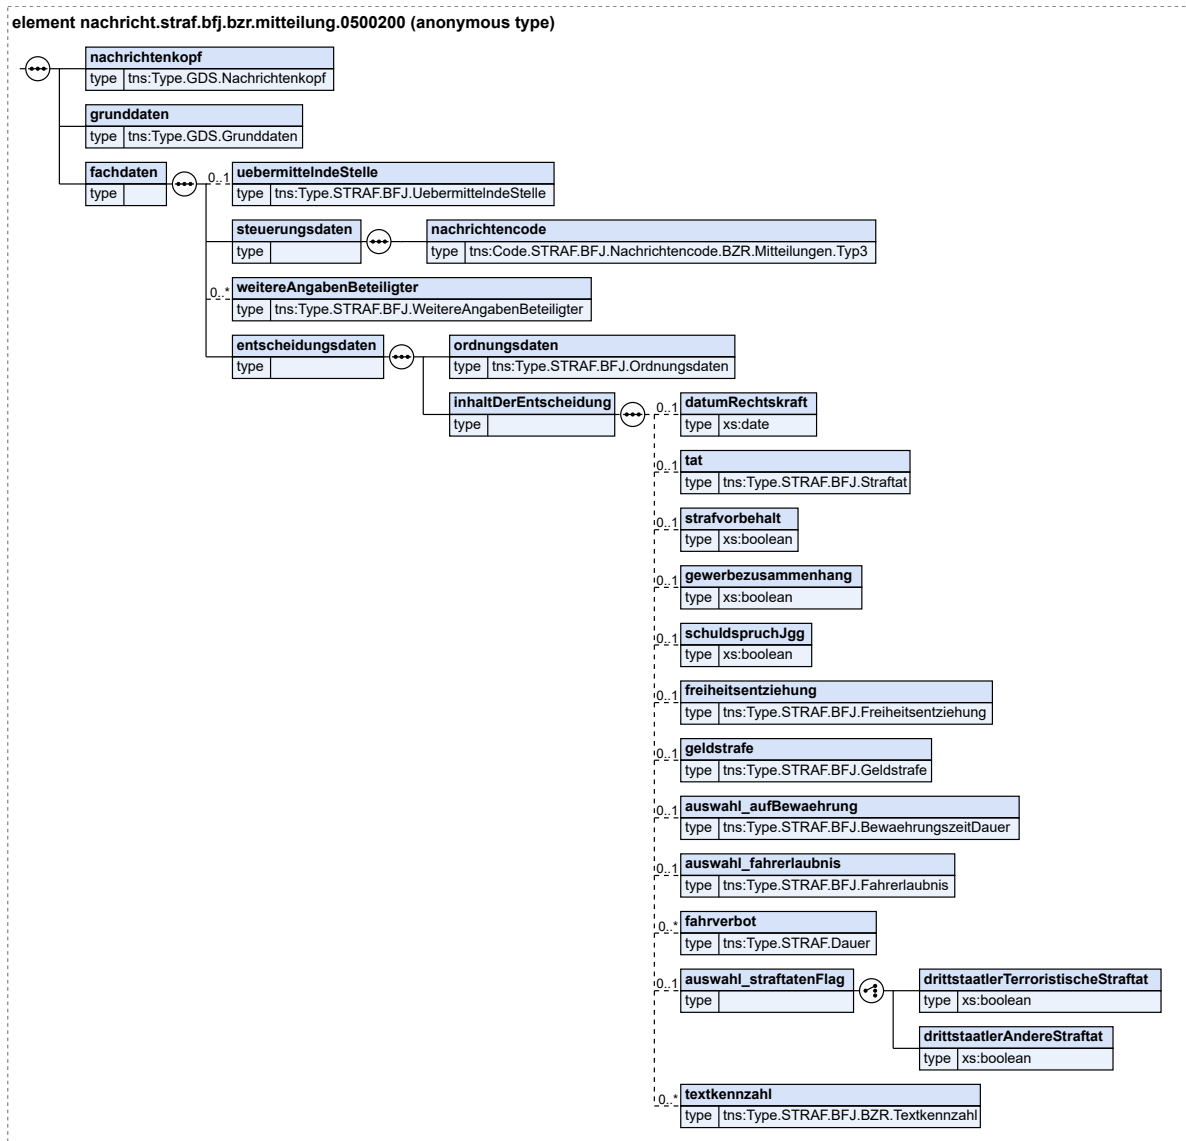 element nachricht.straf.bfj.bzr.mitteilung.0500200 (anonymous type)
nachrichtenkopf
type tns:Type.GDS.Nachrichtenkopf
grunddaten
type tns:Type.GDS.Grunddaten
fachdaten
type
0..1 uebermittelndeStelle
type tns:Type.STRAF.BFJ.UebermittelndeStelle
steuerungsdaten
type
nachrichtencode
type tns:Code.STRAF.BFJ.Nachrichtencode.BZR.Mitteilungen.Typ3
0..* weitereAngabenBeteiligter
type tns:Type.STRAF.BFJ.WeitereAngabenBeteiligter
entscheidungsdaten
type
ordnungsdaten
type tns:Type.STRAF.BFJ.Ordnungsdaten
inhaltDerEntscheidung
type
0..1 datumRechtskraft
type xs:date
0..1 tat
type tns:Type.STRAF.BFJ.Straftat
0..1 strafvorbehalt
type xs:boolean
0..1 gewerbezusammenhang
type xs:boolean
0..1 schuldspruchJgg
type xs:boolean
0..1 freiheitsentziehung
type tns:Type.STRAF.BFJ.Freiheitsentziehung
0..1 geldstrafe
type tns:Type.STRAF.BFJ.Geldstrafe
0..1 auswahl_aufBewaehrung
type tns:Type.STRAF.BFJ.BewaehrungszeitDauer
0..1 auswahl_fahrerlaubnis
type tns:Type.STRAF.BFJ.Fahrerlaubnis
0..* fahrverbot
type tns:Type.STRAF.Dauer
0..1 auswahl_straftatenFlag
type
drittstaatlerTerroristischeStraftat
type xs:boolean
drittstaatlerAndereStraftat
type xs:boolean
0..* textkennzahl
type tns:Type.STRAF.BFJ.BZR.Textkennzahl